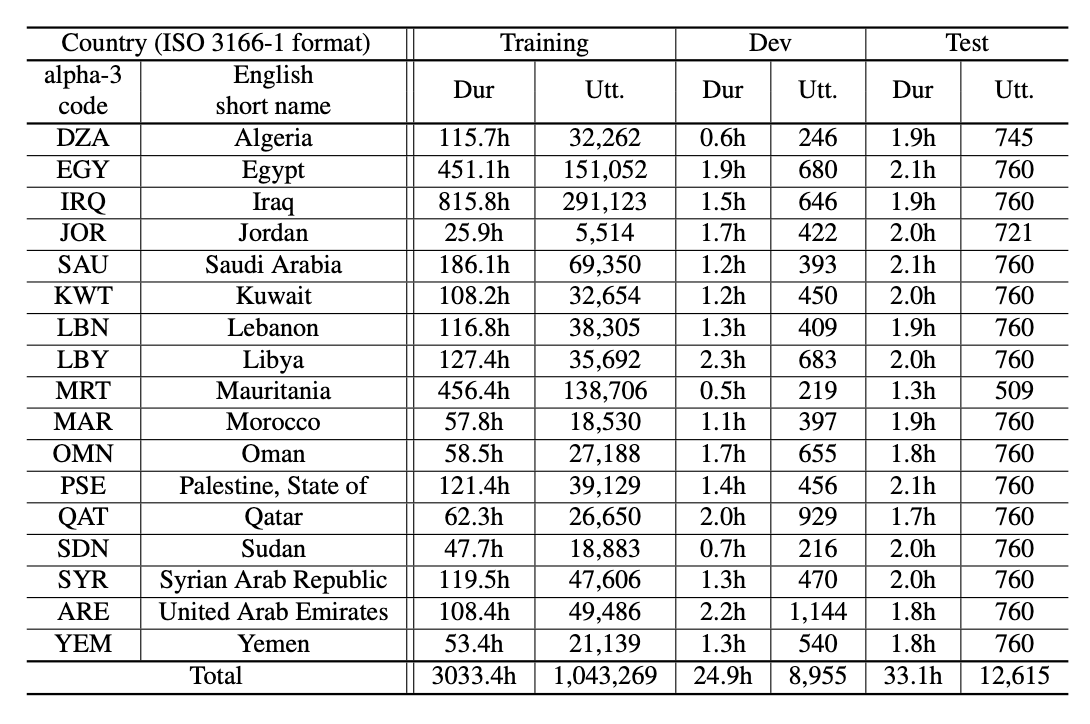 Country (ISO 3166-1 format) Training Dev Test
alpha-3 code English short name Dur Utt. Dur Utt. Dur Utt.
DZA Algeria 115.7h 32,262 0.6h 246 1.9h 745
EGY Egypt 451.1h 151,052 1.9h 680 2.1h 760
IRQ Iraq 815.8h 291,123 1.5h 646 1.9h 760
JOR Jordan 25.9h 5,514 1.7h 422 2.0h 721
SAU Saudi Arabia 186.1h 69,350 1.2h 393 2.1h 760
KWT Kuwait 108.2h 32,654 1.2h 450 2.0h 760
LBN Lebanon 116.8h 38,305 1.3h 409 1.9h 760
LBY Libya 127.4h 35,692 2.3h 683 2.0h 760
MRT Mauritania 456.4h 138,706 0.5h 219 1.3h 509
MAR Morocco 57.8h 18,530 1.1h 397 1.9h 760
OMN Oman 58.5h 27,188 1.7h 655 1.8h 760
PSE Palestine, State of 121.4h 39,129 1.4h 456 2.1h 760
QAT Qatar 62.3h 26,650 2.0h 929 1.7h 760
SDN Sudan 47.7h 18,883 0.7h 216 2.0h 760
SYR Syrian Arab Republic 119.5h 47,606 1.3h 470 2.0h 760
ARE United Arab Emirates 108.4h 49,486 2.2h 1,144 1.8h 760
YEM Yemen 53.4h 21,139 1.3h 540 1.8h 760
Total 3033.4h 1,043,269 24.9h 8,955 33.1h 12,615